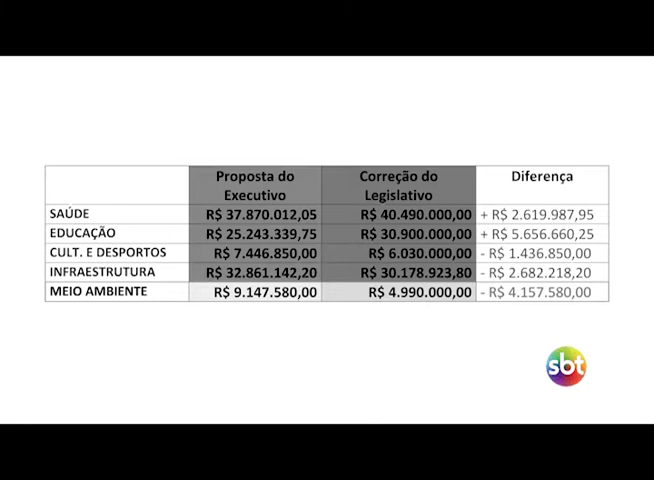 Proposta do Executivo Correção do Legislativo Diferença
SAÚDE R$ 37.870.012,05 R$ 40.490.000,00 + R$ 2.619.987,95
EDUCAÇÃO R$ 25.243.339,75 R$ 30.900.000,00 + R$ 5.656.660,25
CULT. E DESPORTOS R$ 7.446.850,00 R$ 6.030.000,00 - R$ 1.436.850,00
INFRAESTRUTURA R$ 32.861.142,20 R$ 30.178.923,80 - R$ 2.682.218,20
MEIO AMBIENTE R$ 9.147.580,00 R$ 4.990.000,00 - R$ 4.157.580,00
sbt